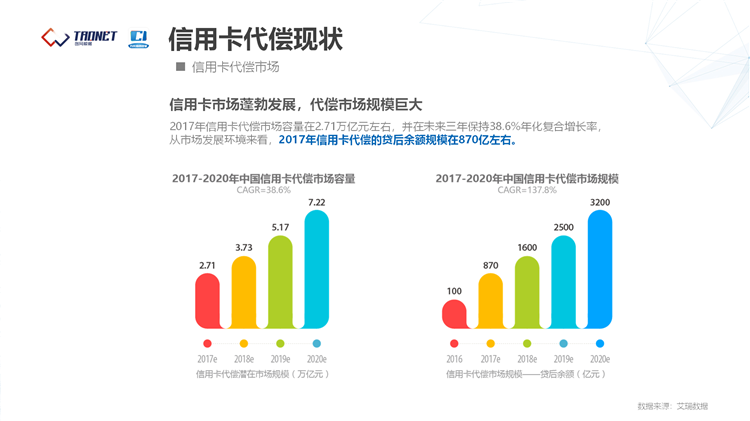 TAONET
CI
信用卡代偿现状
■ 信用卡代偿市场
信用卡市场蓬勃发展，代偿市场规模巨大
2017年信用卡代偿市场容量在2.71万亿元左右，并在未来三年保持38.6%年化复合增长率，
从市场发展环境来看，2017年信用卡代偿的贷后余额规模在870亿左右。
2017-2020年中国信用卡代偿市场容量
CAGR=38.6%
2.71
3.73
5.17
7.22
2017e 2018e 2019e 2020e
信用卡代偿潜在市场规模（万亿元）
2017-2020年中国信用卡代偿市场规模
CAGR=137.8%
100
870
1600
2500
3200
2016 2017e 2018e 2019e 2020e
信用卡代偿市场规模——贷后余额（亿元）
数据来源：艾瑞数据